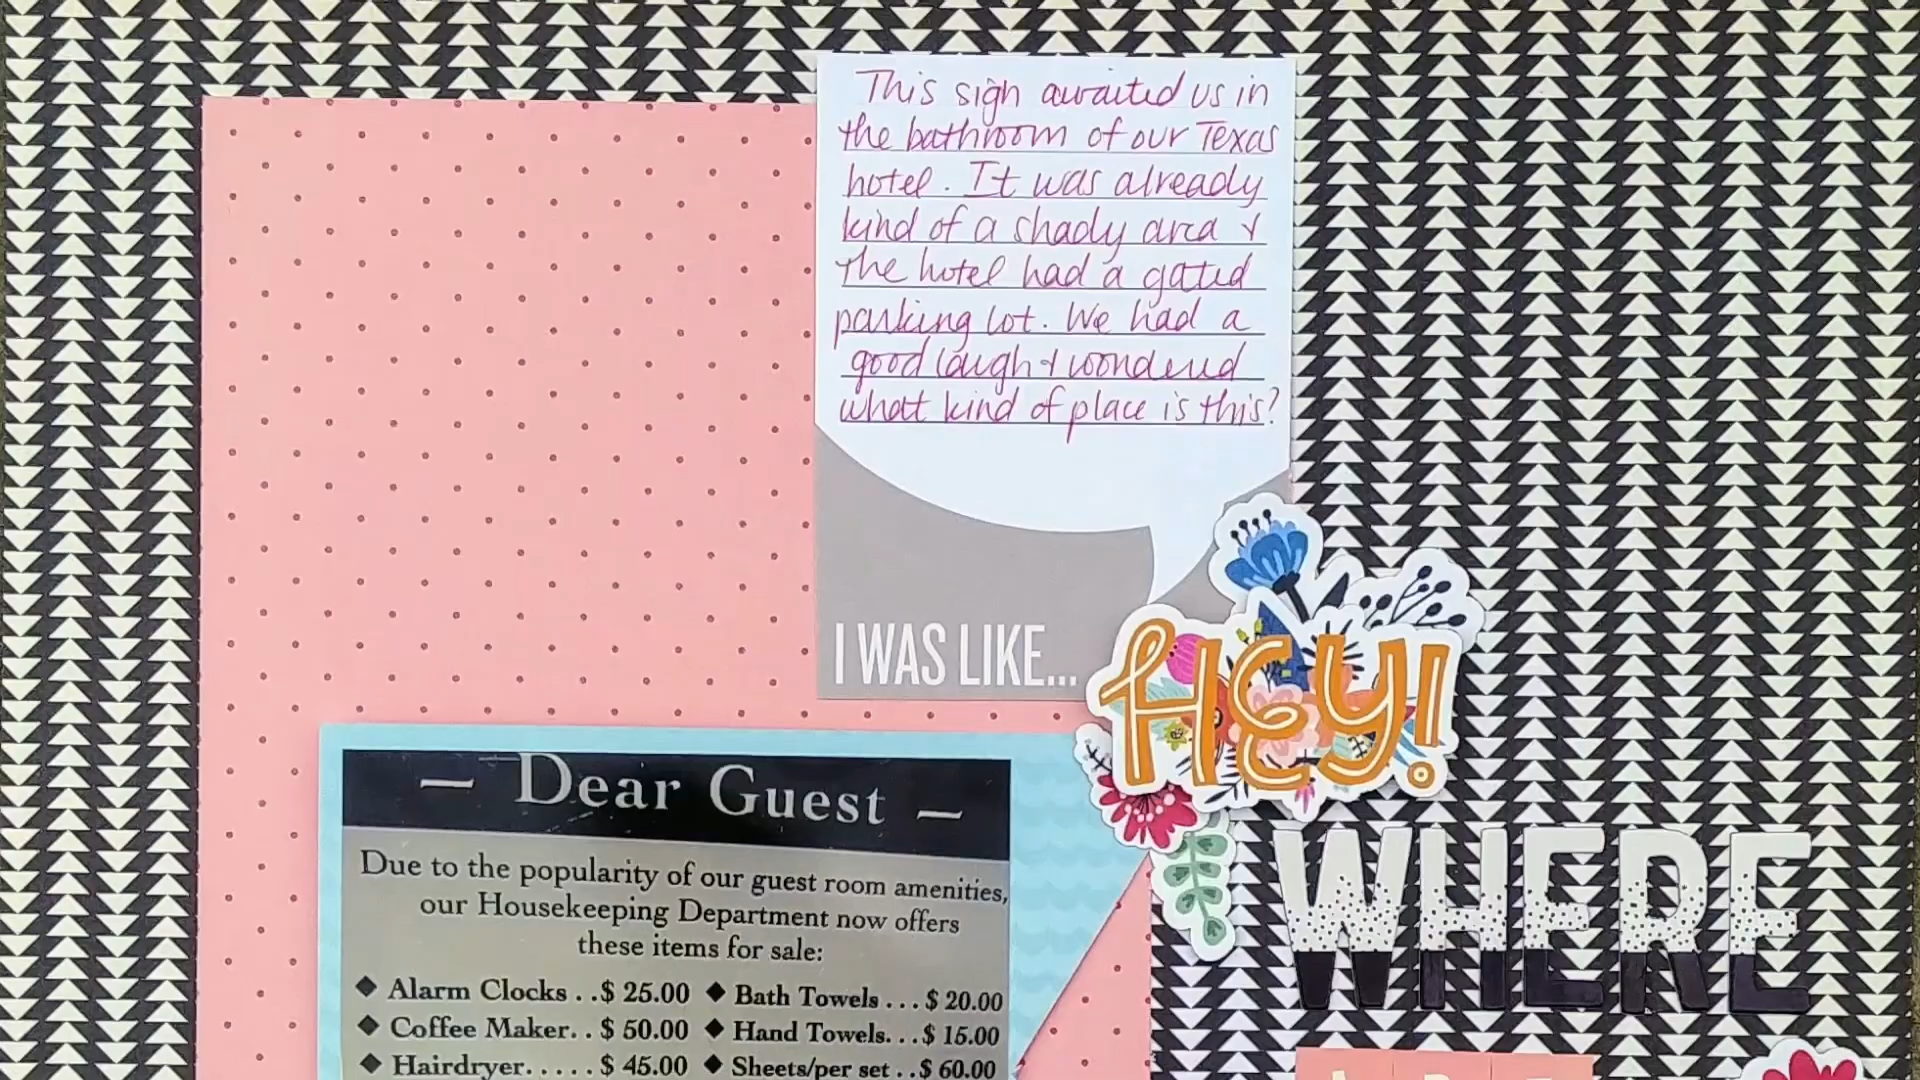 This sign awaited us in
the bathroom of our Texas
hotel. It was already
kind of a shady area &
the hotel had a gated
parking lot. We had a
good laugh & wondered
what kind of place is this?
I WAS LIKE...
HEY!
— Dear Guest —
Due to the popularity of our guest room amenities,
our Housekeeping Department now offers
these items for sale:
◆ Alarm Clocks . . $ 25.00 ◆ Bath Towels . . . $ 20.00
◆ Coffee Maker. . $ 50.00 ◆ Hand Towels. . . $ 15.00
◆ Hairdryer. . . . . $ 45.00 ◆ Sheets/per set . . $ 60.00
WHERE